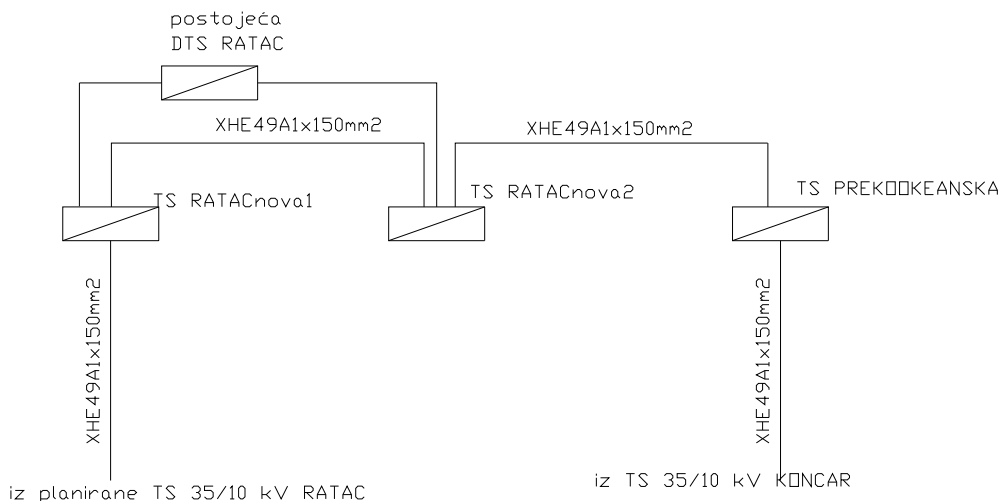 postojeća
DTS RATAC
XHE49A1x150mm2
XHE49A1x150mm2
TS RATACnova1
TS RATACnova2
TS PREKOOKEANSKA
XHE49A1x150mm2
XHE49A1x150mm2
iz planirane TS 35/10 kV RATAC
iz TS 35/10 kV KONCAR